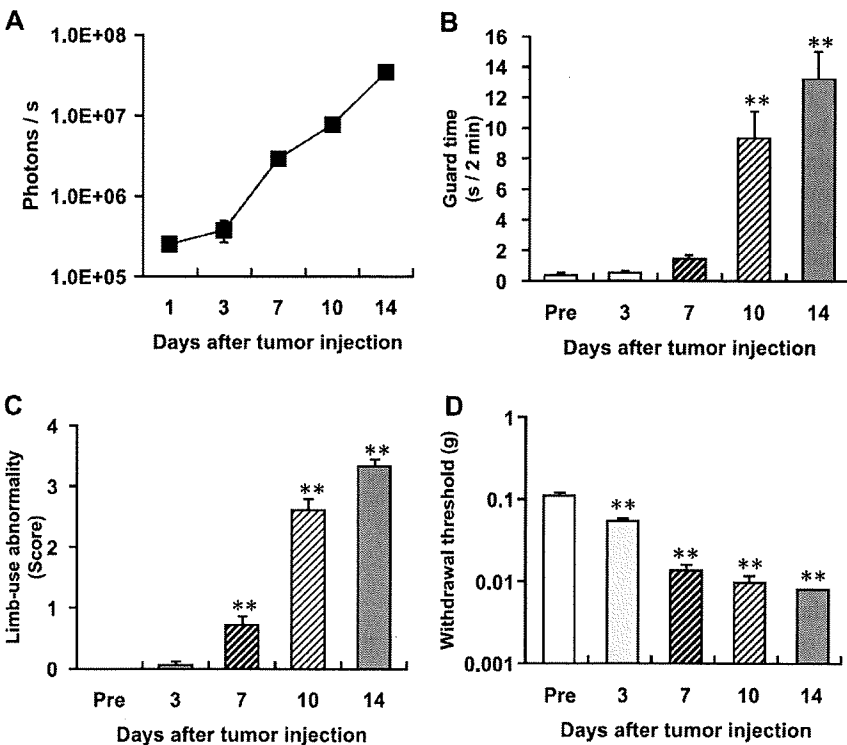 A
1.0E+08
1.0E+07
1.0E+06
1.0E+05
Photons / s
1 3 7 10 14
Days after tumor injection
B
16
14
12
10
8
6
4
2
0
Guard time
(s / 2 min)
**
**
Pre 3 7 10 14
Days after tumor injection
C
4
3
2
1
0
Limb-use abnormality
(Score)
**
**
**
Pre 3 7 10 14
Days after tumor injection
D
1
0.1
0.01
0.001
Withdrawal threshold (g)
**
**
**
**
Pre 3 7 10 14
Days after tumor injection